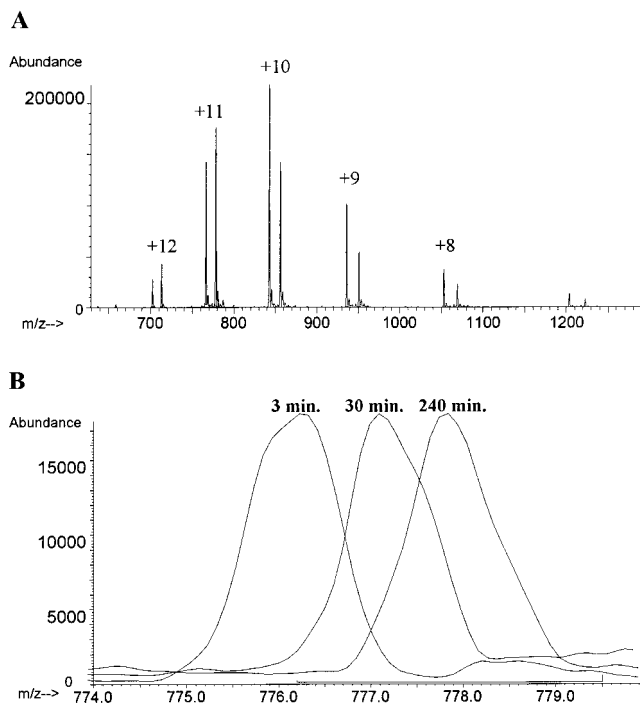 A
Abundance
+10
200000
+11
+9
+12
+8
0
m/z--> 700 800 900 1000 1100 1200
B
3 min. 30 min. 240 min.
Abundance
15000
10000
5000
0
774.0 775.0 776.0 777.0 778.0 779.0
m/z-->